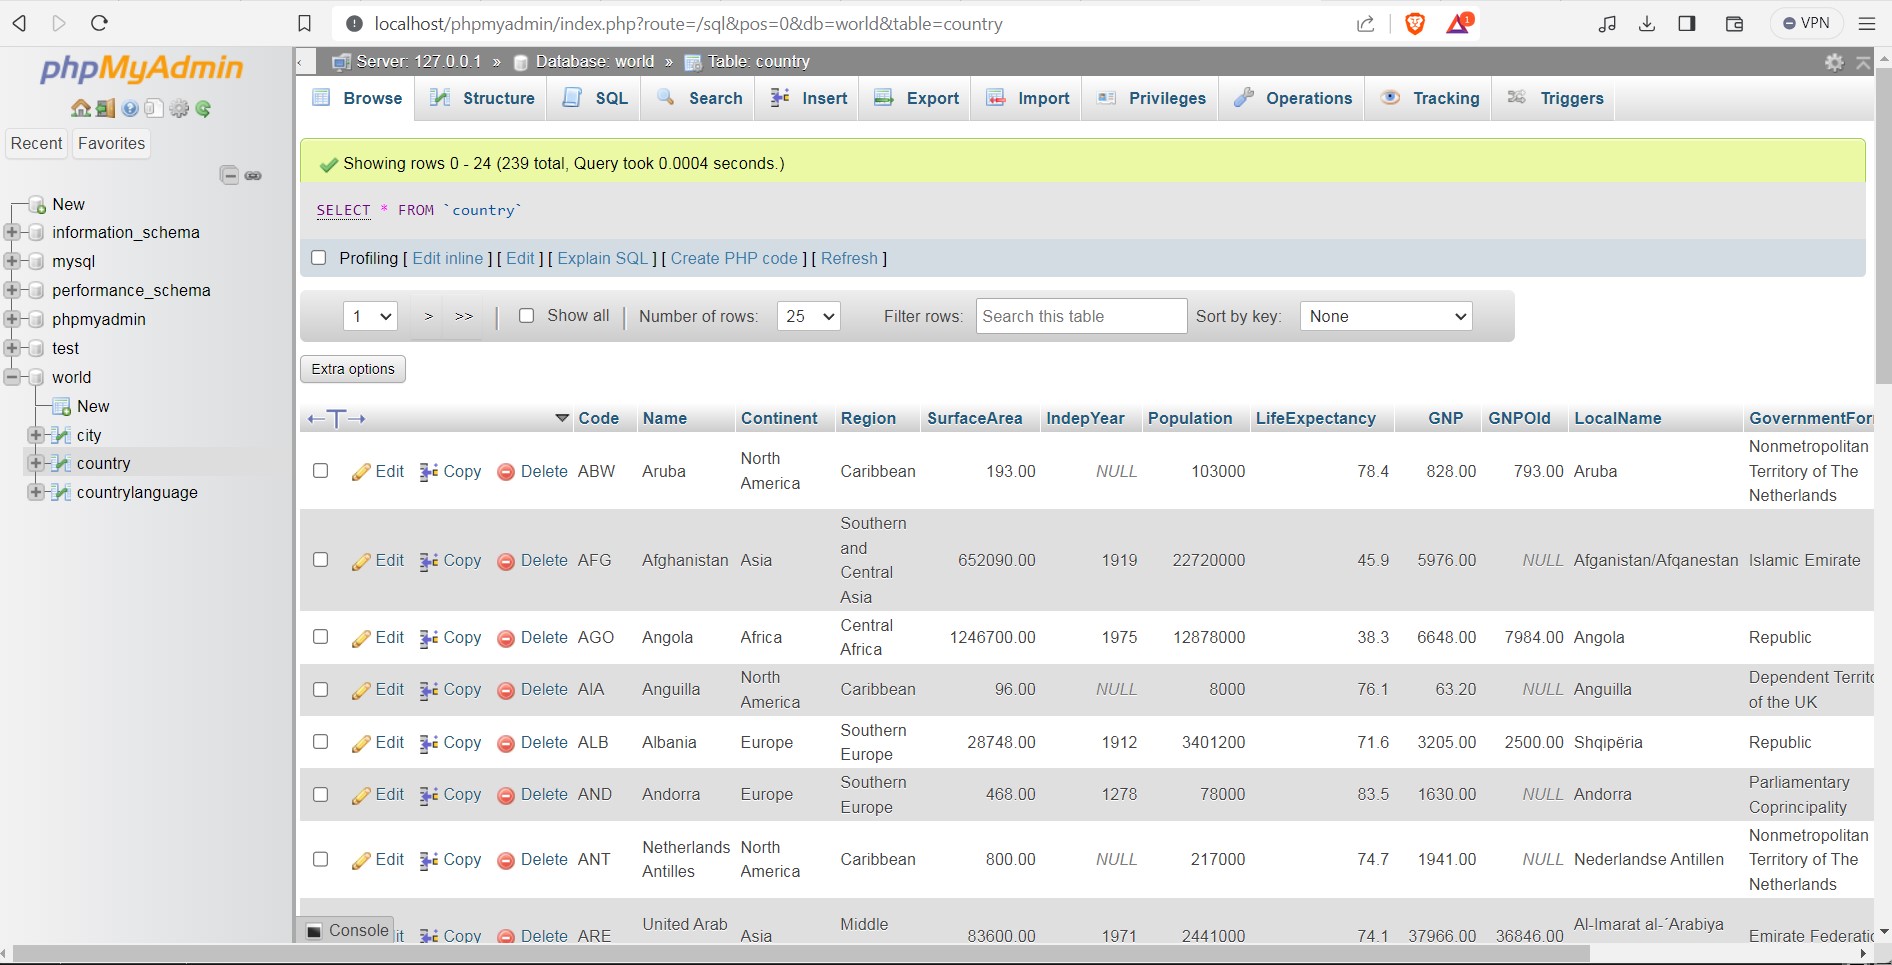 localhost/phpmyadmin/index.php?route=/sql&pos=0&db=world&table=country
1
VPN
phpMyAdmin
Recent
Favorites
New
information_schema
mysql
performance_schema
phpmyadmin
test
world
New
city
country
countrylanguage
Server: 127.0.0.1 » Database: world » Table: country
Browse Structure SQL Search Insert Export Import Privileges Operations Tracking Triggers
Showing rows 0 - 24 (239 total, Query took 0.0004 seconds.)
SELECT * FROM `country`
Profiling [ Edit inline ] [ Edit ] [ Explain SQL ] [ Create PHP code ] [ Refresh ]
1 > >> | Show all | Number of rows: 25 Filter rows: Search this table Sort by key: None
Extra options
←T→ Code Name Continent Region SurfaceArea IndepYear Population LifeExpectancy GNP GNPOld LocalName GovernmentFor
Edit Copy Delete ABW Aruba North America Caribbean 193.00 NULL 103000 78.4 828.00 793.00 Aruba Nonmetropolitan Territory of The Netherlands
Edit Copy Delete AFG Afghanistan Asia Southern and Central Asia 652090.00 1919 22720000 45.9 5976.00 NULL Afganistan/Afqanestan Islamic Emirate
Edit Copy Delete AGO Angola Africa Central Africa 1246700.00 1975 12878000 38.3 6648.00 7984.00 Angola Republic
Edit Copy Delete AIA Anguilla North America Caribbean 96.00 NULL 8000 76.1 63.20 NULL Anguilla Dependent Territo of the UK
Edit Copy Delete ALB Albania Europe Southern Europe 28748.00 1912 3401200 71.6 3205.00 2500.00 Shqipëria Republic
Edit Copy Delete AND Andorra Europe Southern Europe 468.00 1278 78000 83.5 1630.00 NULL Andorra Parliamentary Coprincipality
Edit Copy Delete ANT Netherlands Antilles North America Caribbean 800.00 NULL 217000 74.7 1941.00 NULL Nederlandse Antillen Nonmetropolitan Territory of The Netherlands
Copy Delete ARE United Arab Asia Middle 83600.00 1971 2441000 74.1 37966.00 36846.00 Al-Imarat al-´Arabiya Emirate Federatio
Console